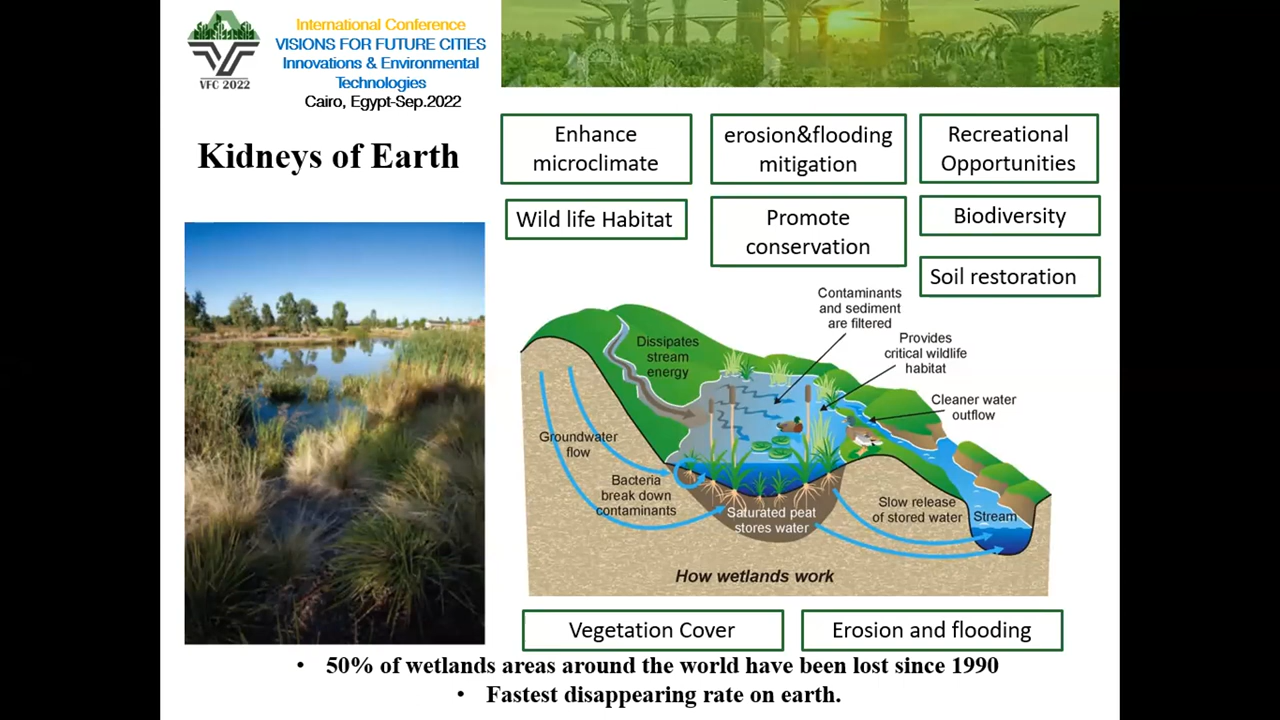 VFC 2022
International Conference
VISIONS FOR FUTURE CITIES
Innovations & Environmental
Technologies
Cairo, Egypt-Sep.2022
Kidneys of Earth
Enhance
microclimate
erosion&flooding
mitigation
Recreational
Opportunities
Wild life Habitat
Promote
conservation
Biodiversity
Soil restoration
Contaminants
and sediment
are filtered
Dissipates
stream
energy
Provides
critical wildlife
habitat
Cleaner water
outflow
Groundwater
flow
Bacteria
break down
contaminants
Saturated peat
stores water
Slow release
of stored water
Stream
How wetlands work
Vegetation Cover
Erosion and flooding
• 50% of wetlands areas around the world have been lost since 1990
• Fastest disappearing rate on earth.